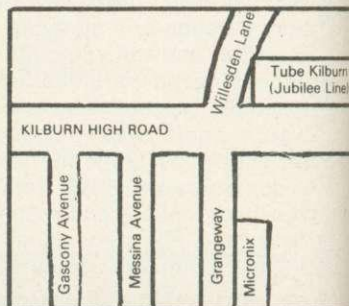 Willesden Lane
Tube Kilburn
(Jubilee Line)
KILBURN HIGH ROAD
Gascony Avenue
Messina Avenue
Grangeway
Micronix